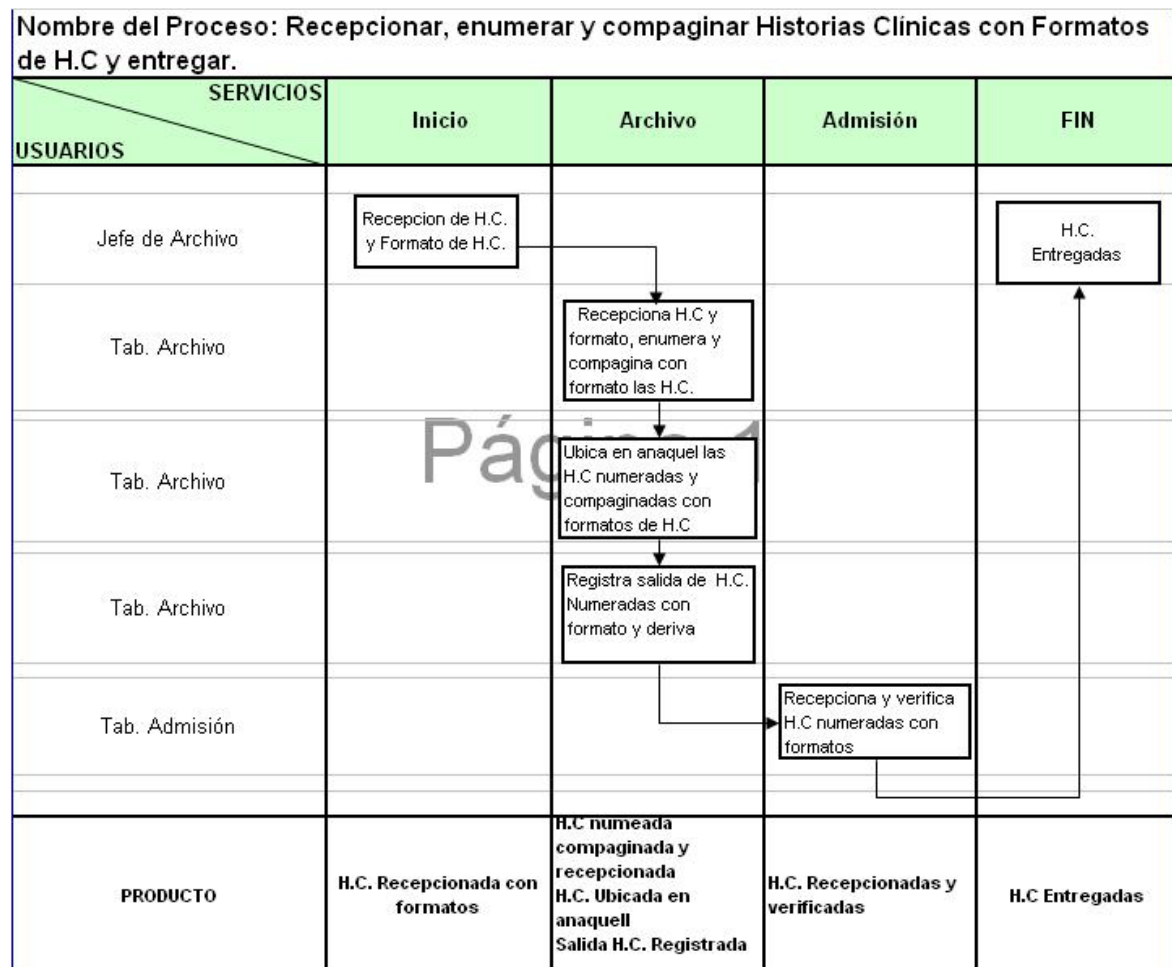 Nombre del Proceso: Recepcionar, enumerar y compaginar Historias Clínicas con Formatos
de H.C y entregar.
SERVICIOS
USUARIOS
Inicio
Archivo
Admisión
FIN
Jefe de Archivo
Recepcion de H.C.
y Formato de H.C.
H.C.
Entregadas
Tab. Archivo
Recepciona H.C y
formato, enumera y
compagina con
formato las H.C.
Página 1
Tab. Archivo
Ubica en anaquel las
H.C numeradas y
compaginadas con
formatos de H.C
Tab. Archivo
Registra salida de H.C.
Numeradas con
formato y deriva
Tab. Admisión
Recepciona y verifica
H.C numeradas con
formatos
PRODUCTO
H.C. Recepcionada con
formatos
H.C numeada
compaginada y
recepcionada
H.C. Ubicada en
anaquell
Salida H.C. Registrada
H.C. Recepcionadas y
verificadas
H.C Entregadas